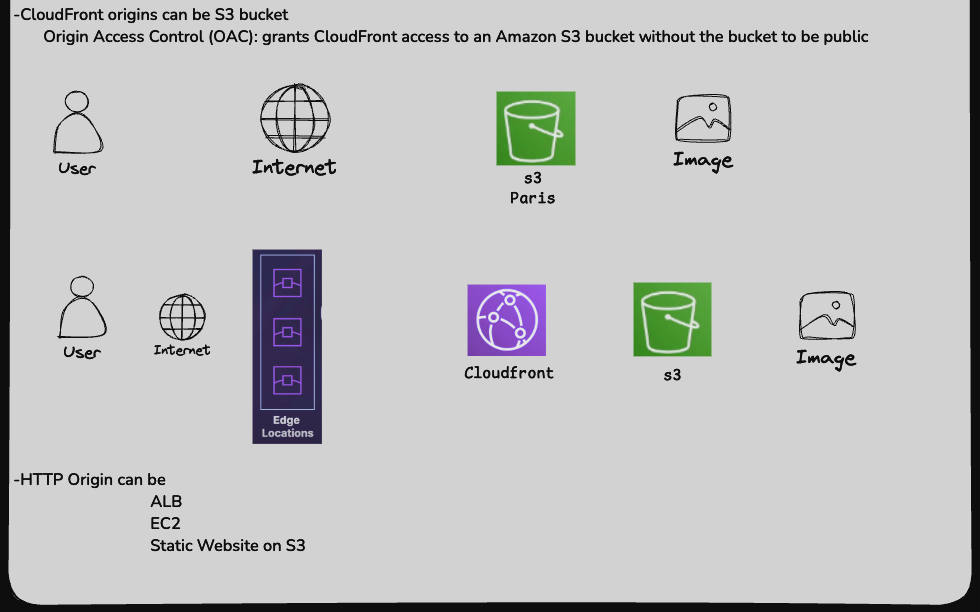 -CloudFront origins can be S3 bucket
Origin Access Control (OAC): grants CloudFront access to an Amazon S3 bucket without the bucket to be public
User
Internet
s3
Paris
Image
User
Internet
Edge
Locations
Cloudfront
s3
Image
-HTTP Origin can be
ALB
EC2
Static Website on S3